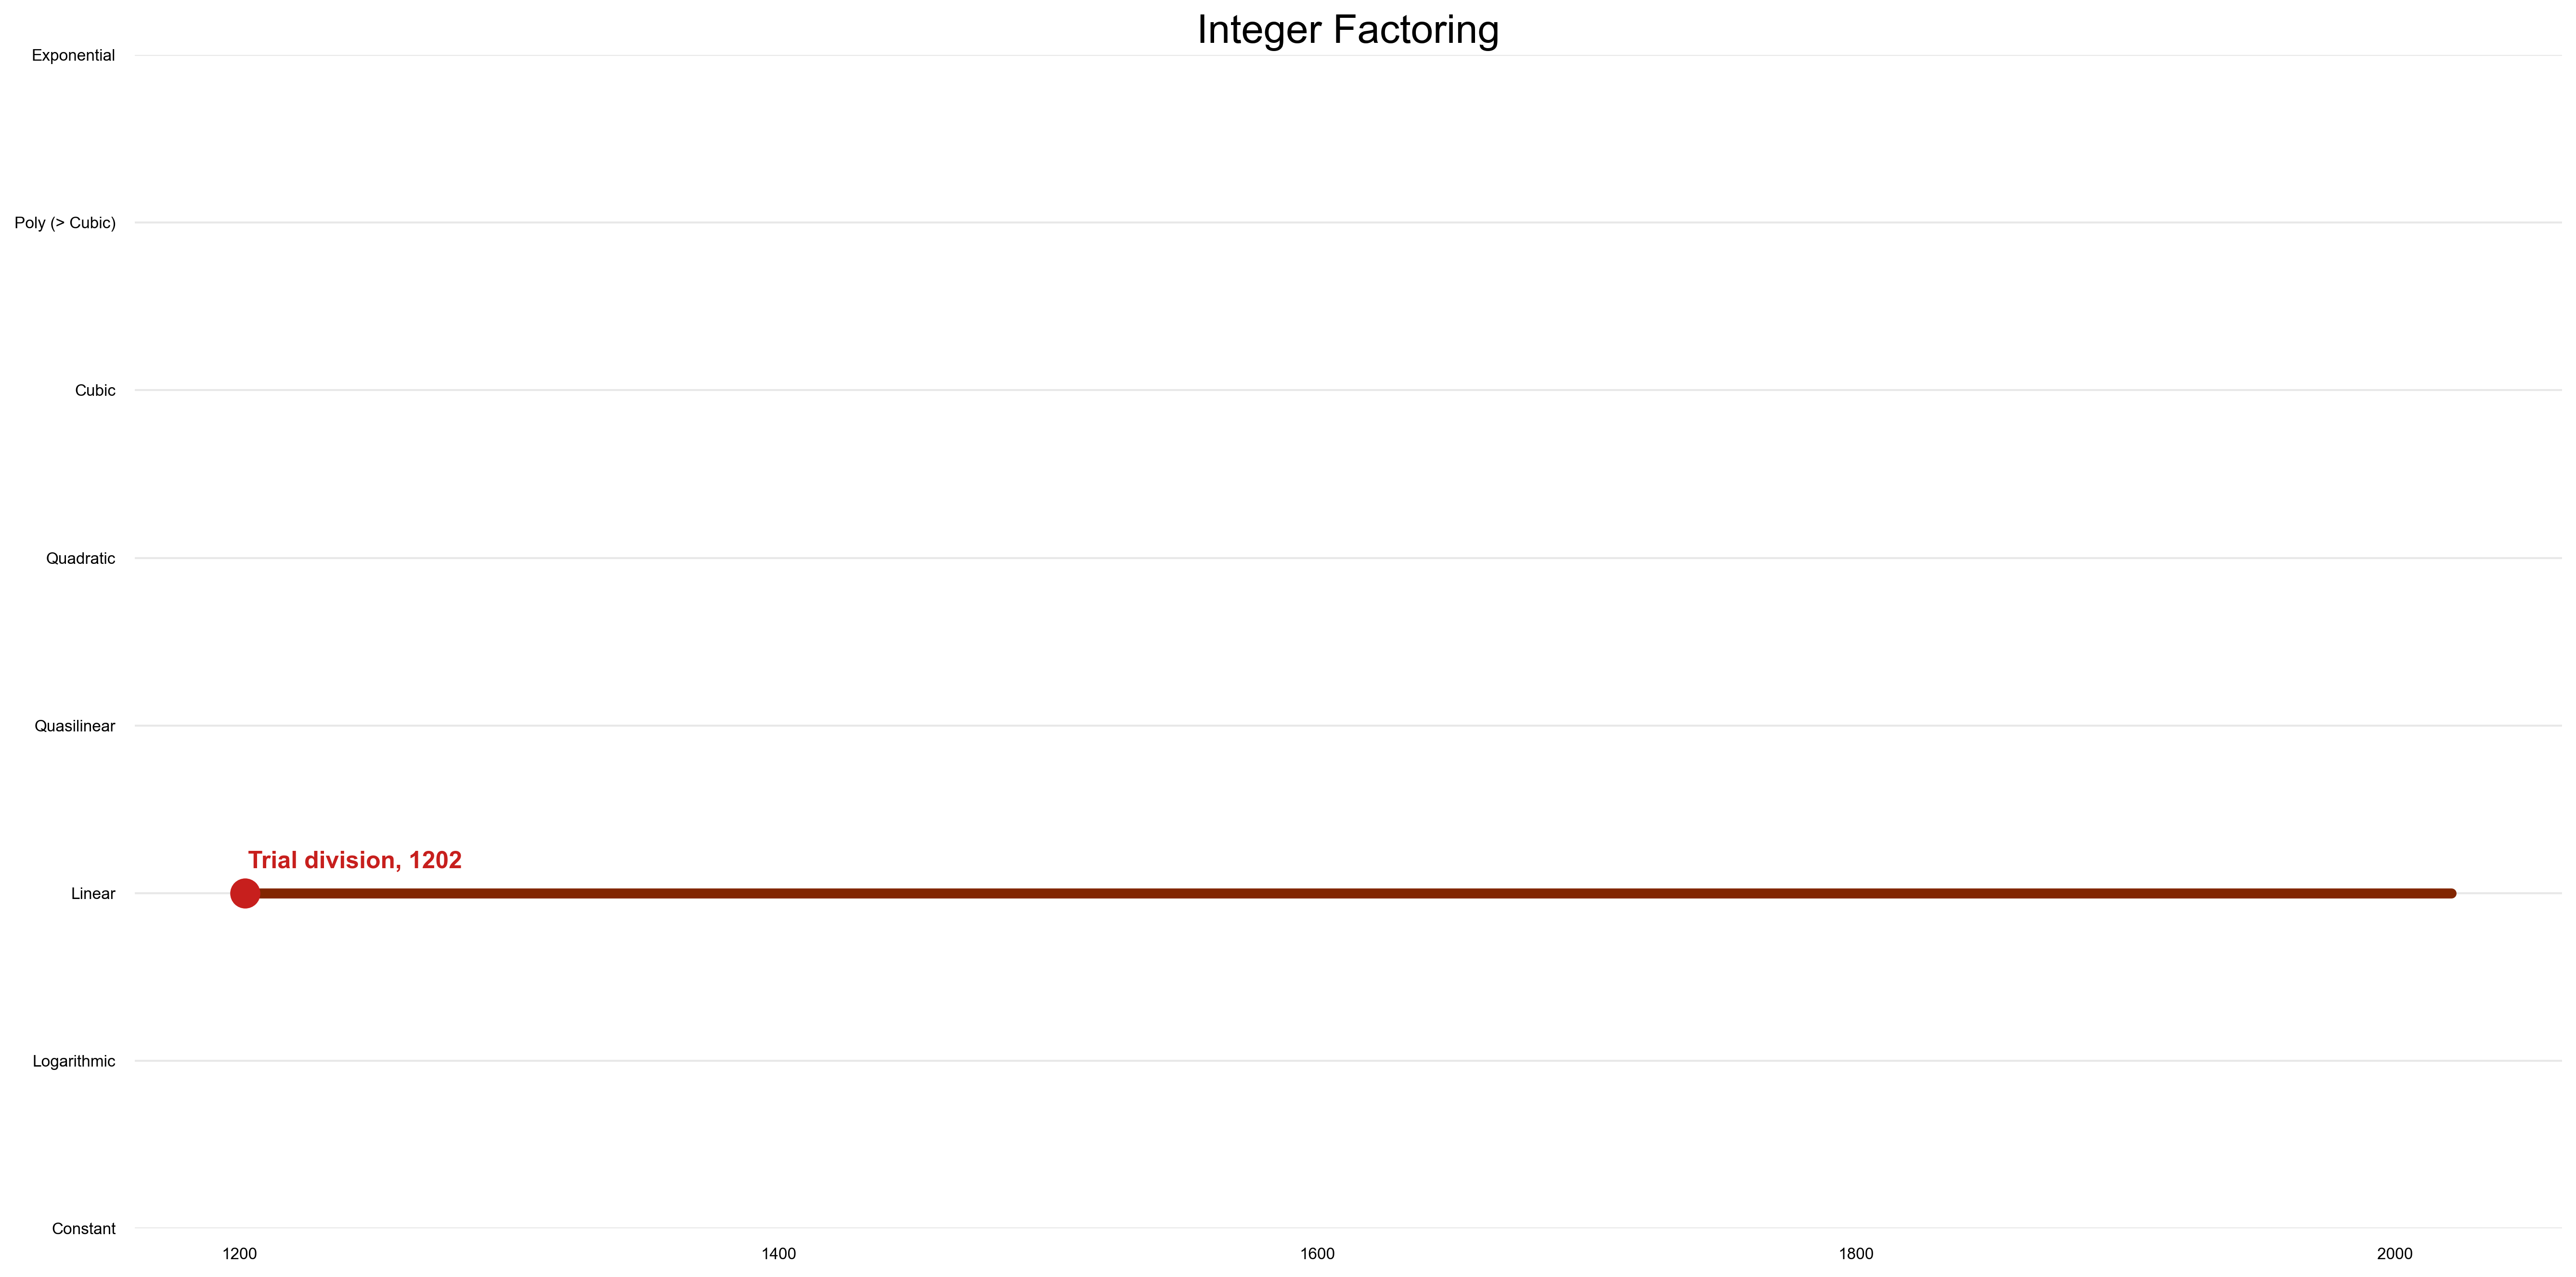 Integer Factoring
Exponential
Poly (> Cubic)
Cubic
Quadratic
Quasilinear
Trial division, 1202
Linear
Logarithmic
Constant
1200 1400 1600 1800 2000